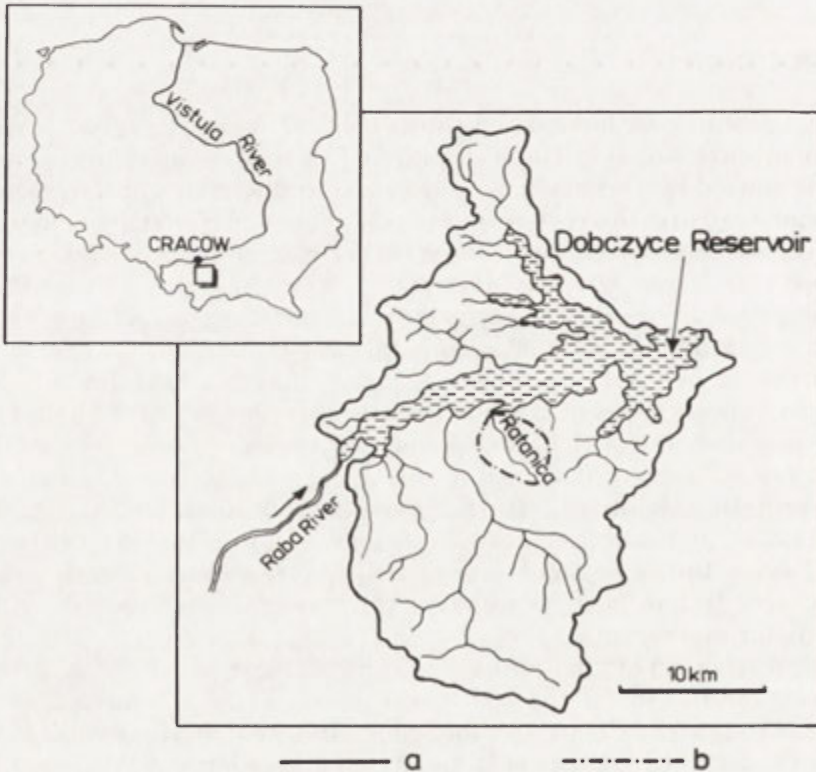 Vistula River
CRACOW
Dobczyce Reservoir
Ratanica
Raba River
10km
a
b